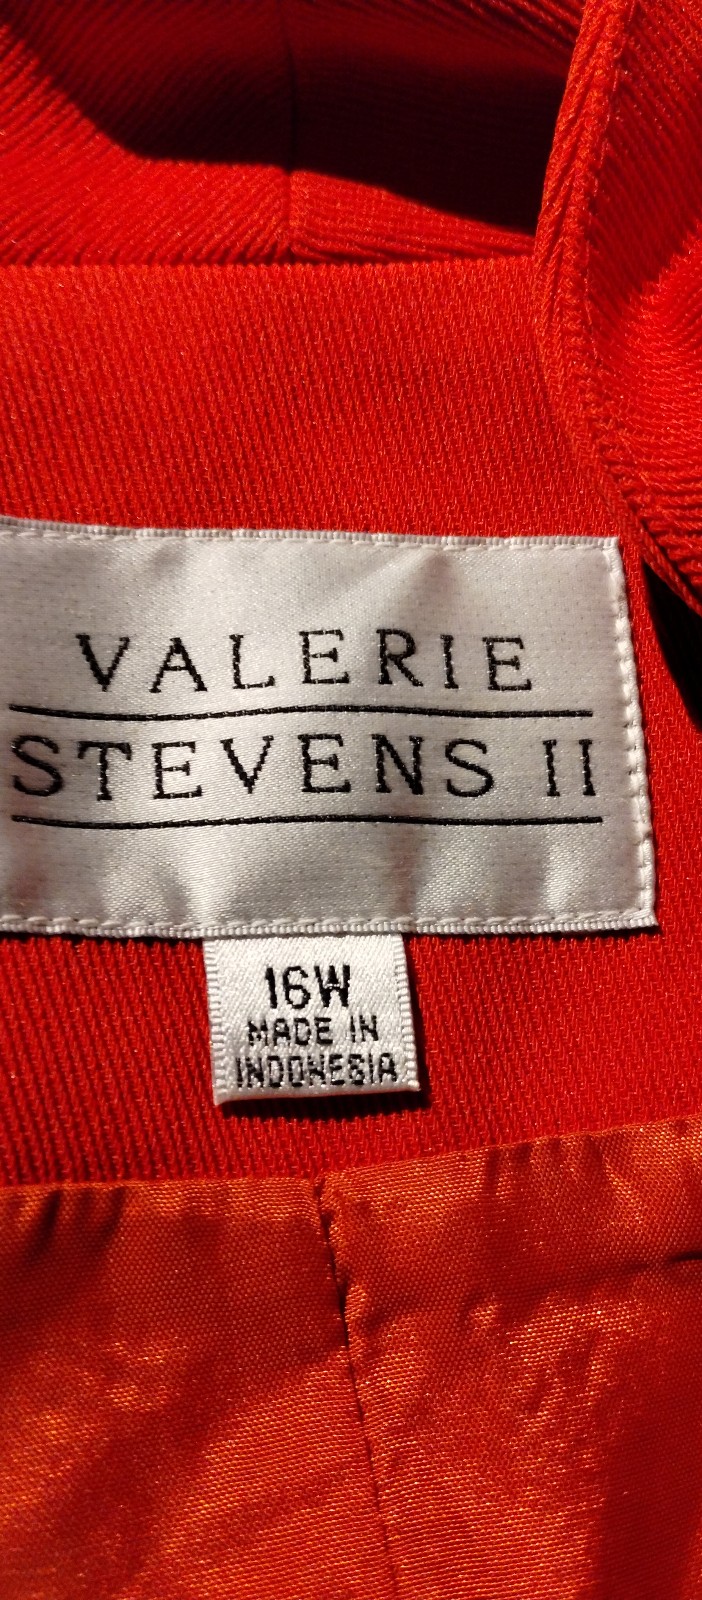 VALERIE
STEVENS II
16W
MADE IN
INDONESIA